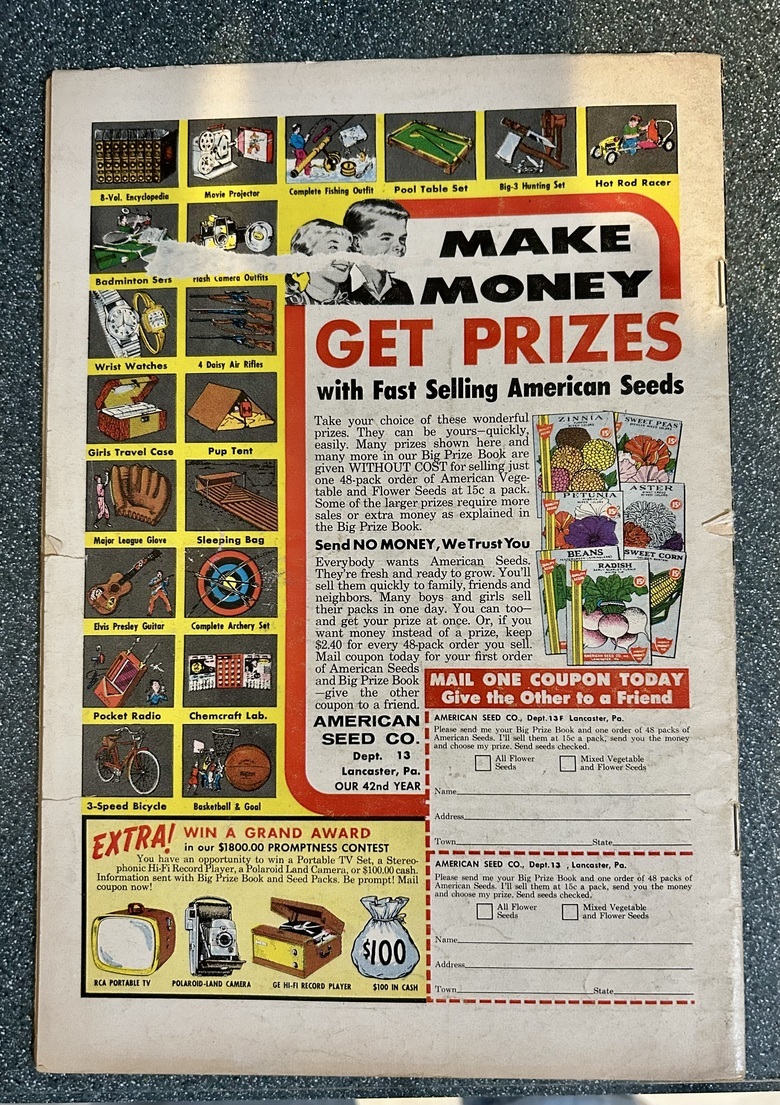 8-Vol. Encyclopedia
Movie Projector
Complete Fishing Outfit
Pool Table Set
Big-3 Hunting Set
Hot Rod Racer
Badminton Sets
Flash Camera Outfits
Wrist Watches
4 Daisy Air Rifles
Girls Travel Case
Pup Tent
Major League Glove
Sleeping Bag
Elvis Presley Guitar
Complete Archery Set
Pocket Radio
Chemcraft Lab.
3-Speed Bicycle
Basketball & Goal
MAKE
MONEY
GET PRIZES
with Fast Selling American Seeds
Take your choice of these wonderful
prizes. They can be yours—quickly,
easily. Many prizes shown here and
many more in our Big Prize Book are
given WITHOUT COST for selling just
one 48-pack order of American Vege-
table and Flower Seeds at 15c a pack.
Some of the larger prizes require more
sales or extra money as explained in
the Big Prize Book.
Send NO MONEY, We Trust You
Everybody wants American Seeds.
They're fresh and ready to grow. You'll
sell them quickly to family, friends and
neighbors. Many boys and girls sell
their packs in one day. You can too—
and get your prize at once. Or, if you
want money instead of a prize, keep
$2.40 for every 48-pack order you sell.
Mail coupon today for your first order
of American Seeds
and Big Prize Book
—give the other
coupon to a friend.
AMERICAN
SEED CO.
Dept. 13
Lancaster, Pa.
OUR 42nd YEAR
ZINNIA
SWEET PEAS
15¢
PETUNIA
ASTER
15¢
BEANS
SWEET CORN
RADISH
15¢
AMERICAN SEED CO., INC.
LANCASTER, PA.
MAIL ONE COUPON TODAY
Give the Other to a Friend
AMERICAN SEED CO., Dept. 13F Lancaster, Pa.
Please send me your Big Prize Book and one order of 48 packs of
American Seeds. I'll sell them at 15c a pack, send you the money
and choose my prize. Send seeds checked.
All Flower
Seeds
Mixed Vegetable
and Flower Seeds
Name
Address
Town State
AMERICAN SEED CO., Dept. 13 , Lancaster, Pa.
Please send me your Big Prize Book and one order of 48 packs of
American Seeds. I'll sell them at 15c a pack, send you the money
and choose my prize. Send seeds checked.
All Flower
Seeds
Mixed Vegetable
and Flower Seeds
Name
Address
Town State
EXTRA! WIN A GRAND AWARD
in our $1800.00 PROMPTNESS CONTEST
You have an opportunity to win a Portable TV Set, a Stereo-
phonic Hi-Fi Record Player, a Polaroid Land Camera, or $100.00 cash.
Information sent with Big Prize Book and Seed Packs. Be prompt! Mail
coupon now!
$100
RCA PORTABLE TV
POLAROID-LAND CAMERA
GE HI-FI RECORD PLAYER
$100 IN CASH